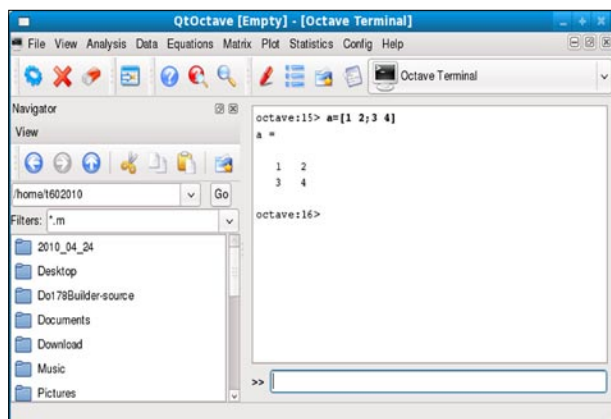 QtOctave [Empty] - [Octave Terminal]
File View Analysis Data Equations Matrix Plot Statistics Config Help
Octave Terminal
Navigator
View
/home/t602010
Go
Filters: *.m
2010_04_24
Desktop
Do178Builder-source
Documents
Download
Music
Pictures
octave:15> a=[1 2;3 4]
a =
1 2
3 4
octave:16>
>>